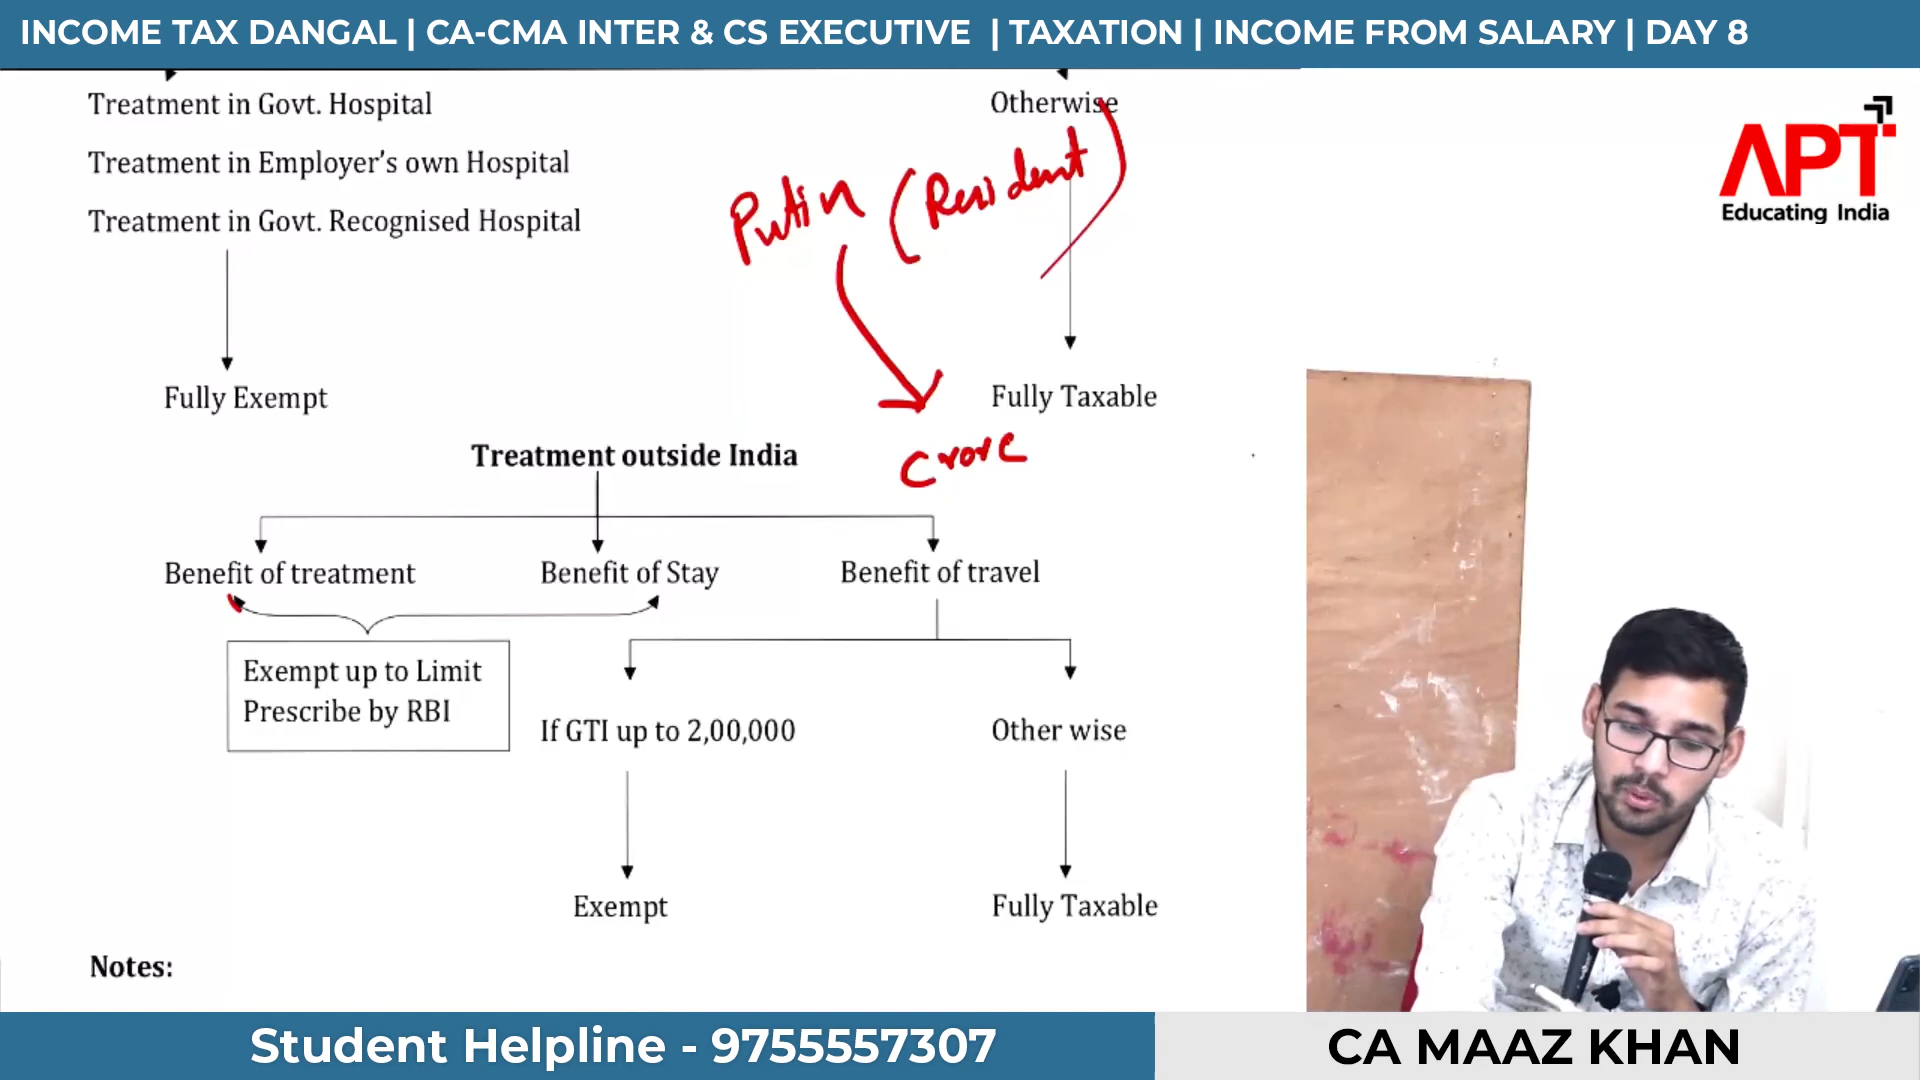 INCOME TAX DANGAL | CA-CMA INTER & CS EXECUTIVE | TAXATION | INCOME FROM SALARY | DAY 8
Treatment in Govt. Hospital
Otherwise
Treatment in Employer's own Hospital
Treatment in Govt. Recognised Hospital
Putin (Resident)
APT
Educating India
Fully Exempt
Fully Taxable
Crore
Treatment outside India
Benefit of treatment
Benefit of Stay
Benefit of travel
Exempt up to Limit
Prescribe by RBI
If GTI up to 2,00,000
Other wise
Exempt
Fully Taxable
Notes:
Student Helpline - 9755557307
CA MAAZ KHAN